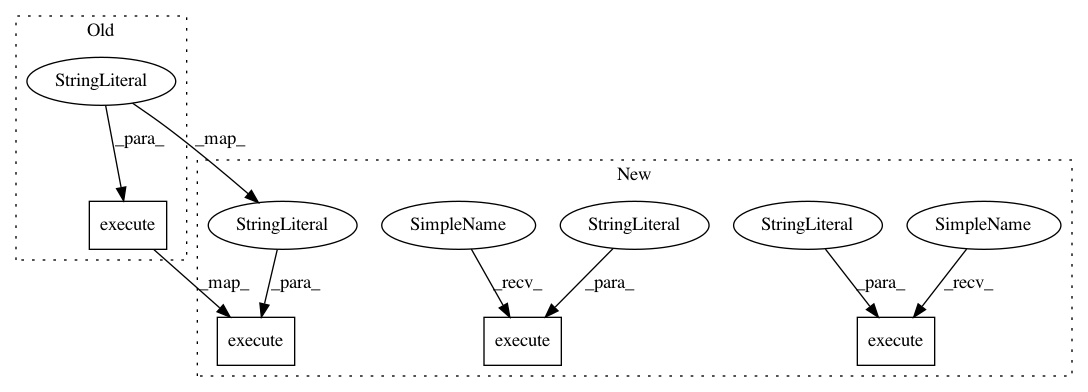 Old
StringLiteral
_para_
_map_
New
execute
StringLiteral
SimpleName
StringLiteral
StringLiteral
SimpleName
_map_
_para_
_recv_
_para_
_para_
_recv_
execute
execute
execute